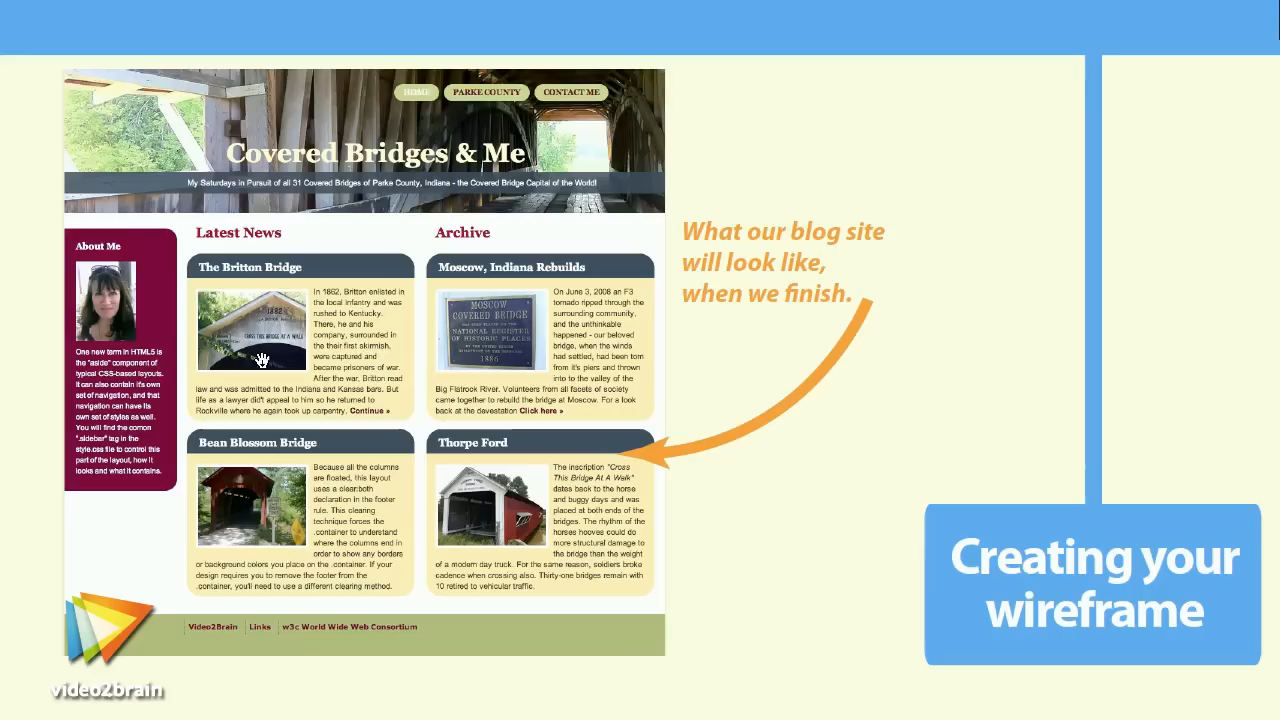 HOME
PARKE COUNTY
CONTACT ME
Covered Bridges & Me
My Saturdays in Pursuit of all 31 Covered Bridges of Parke County, Indiana - the Covered Bridge Capital of the World!
About Me
One new term in HTML5 is
the "aside" component of
typical CSS-based layouts.
It can also contain it's own
set of navigation, and that
navigation can have its
own set of styles as well.
You will find the comon
".sidebar" tag in the
style.css file to control this
part of the layout, how it
looks and what it contains.
Latest News
The Britton Bridge
In 1862, Britton enlisted in
the local infantry and was
rushed to Kentucky.
There, he and his
company, surrounded in
the their first skirmish,
were captured and
became prisoners of war.
After the war, Britton read
law and was admitted to the Indiana and Kansas bars. But
life as a lawyer didn't appeal to him so he returned to
Rockville where he again took up carpentry. Continue »
Bean Blossom Bridge
Because all the columns
are floated, this layout
uses a clear:both
declaration in the footer
rule. This clearing
technique forces the
.container to understand
where the columns end in
order to show any borders
or background colors you place on the .container. If your
design requires you to remove the footer from the
.container, you'll need to use a different clearing method.
Archive
Moscow, Indiana Rebuilds
MOSCOW
COVERED BRIDGE
NATIONAL REGISTER
OF HISTORIC PLACES
1886
On June 3, 2008 an F3
tornado ripped through the
surrounding community,
and the unthinkable
happened - our beloved
bridge, when the winds
had settled, had been torn
from it's piers and thrown
into to the valley of the
Big Flatrock River. Volunteers from all facets of society
came together to rebuild the bridge at Moscow. For a look
back at the devestation Click here »
Thorpe Ford
The inscription "Cross
This Bridge At A Walk"
dates back to the horse
and buggy days and was
placed at both ends of the
bridges. The rhythm of the
horses hooves could do
more structural damage to
the bridge than the weight
of a modern day truck. For the same reason, soldiers broke
cadence when crossing also. Thirty-one bridges remain with
10 retired to vehicular traffic.
Video2Brain
Links
w3c World Wide Web Consortium
video2brain
What our blog site
will look like,
when we finish.
Creating your
wireframe